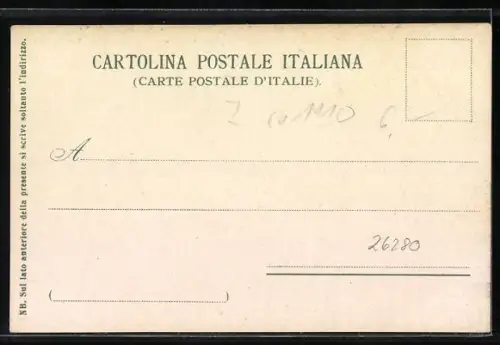 CARTOLINA POSTALE ITALIANA
(CARTE POSTALE D'ITALIE).
A
26280
NB. Sul lato anteriore della presente si scrive soltanto l'indirizzo.